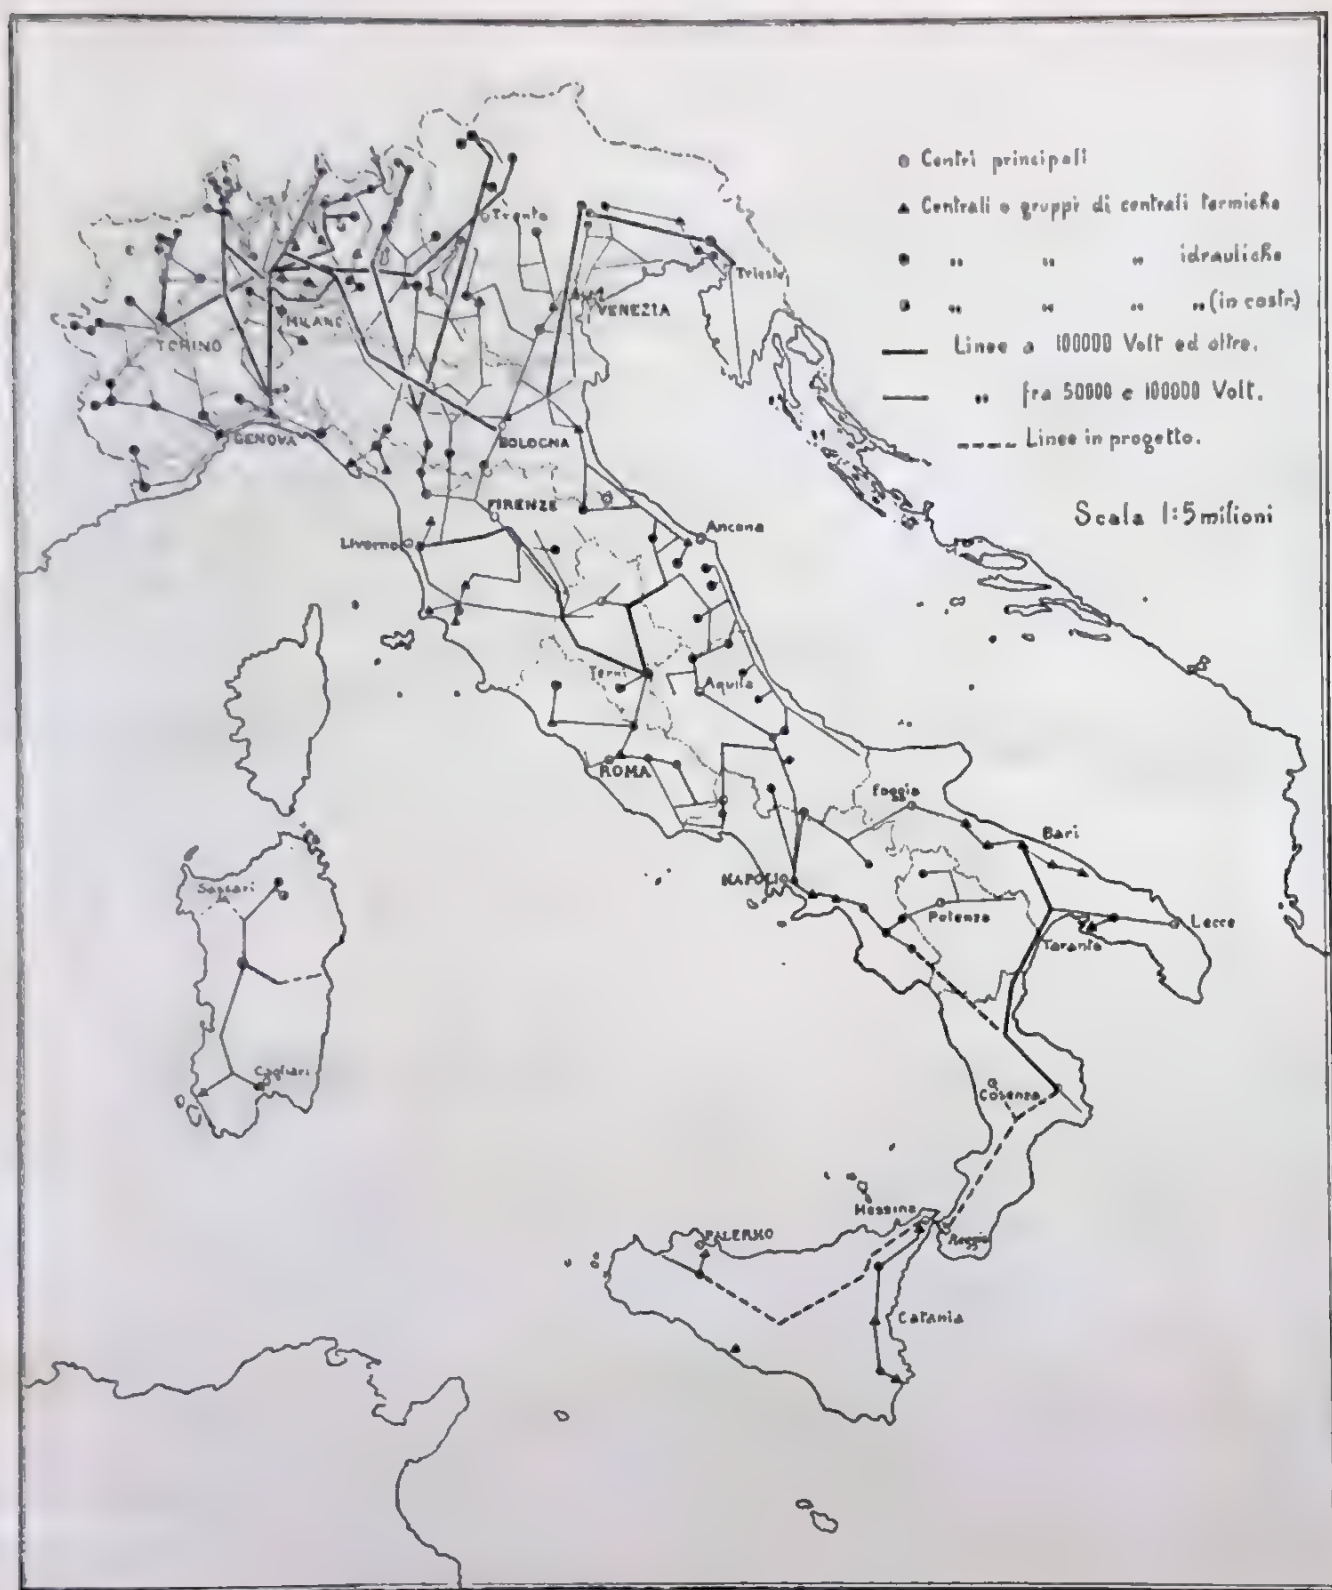 Centri principali
Centrali o gruppi di centrali termiche
" " " idrauliche
" " " " (in costr)
Linee a 100000 Volt ed oltre.
" fra 50000 e 100000 Volt.
Linee in progetto.
Scala 1:5 milioni
Trento
Trieste
VENEZIA
MILANO
TORINO
GENOVA
BOLOGNA
FIRENZE
Livorno
Ancona
Terni
Aquila
ROMA
Foggia
Bari
NAPOLI
Sassari
Potenza
Lecce
Taranto
Cagliari
Cosenza
Messina
Reggio
PALERMO
Catania